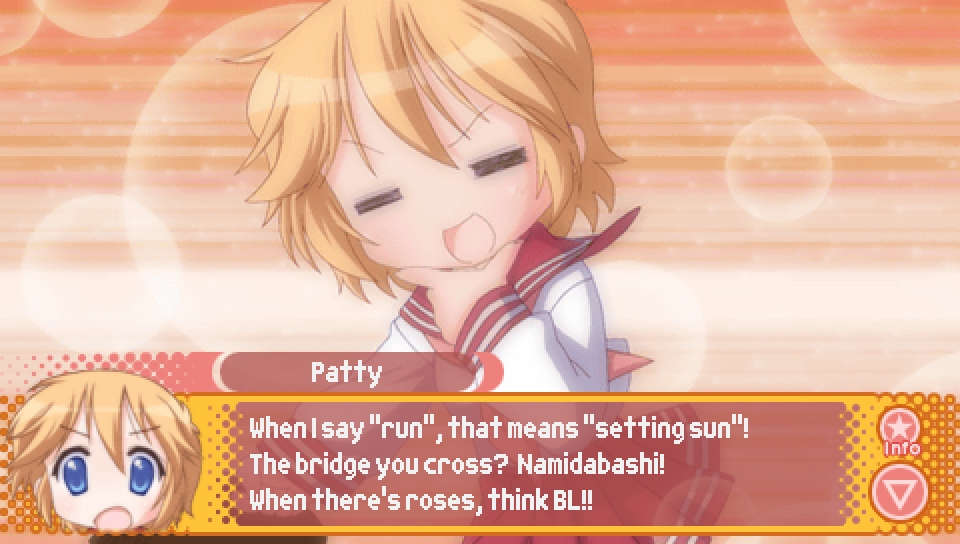 Patty
When I say "run", that means "setting sun"!
The bridge you cross? Namidabashi!
When there's roses, think BL!!
Info